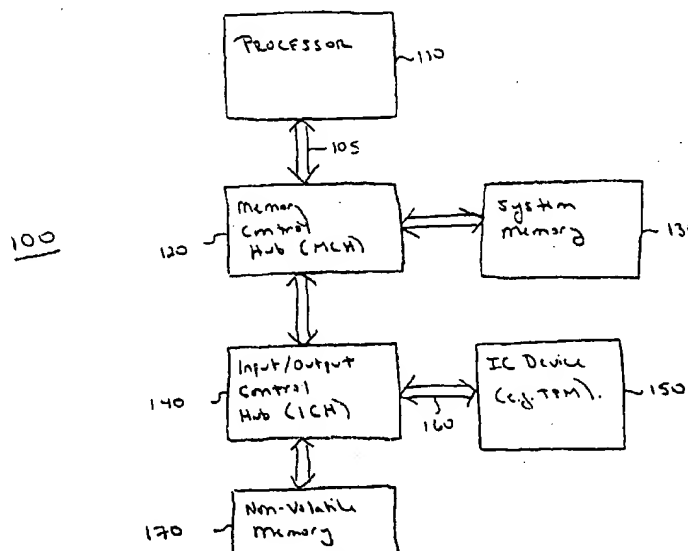 PROCESSOR
110
105
Memory
Control
Hub (MCH)
120
System
Memory
130
100
Input/Output
Control
Hub (ICH)
140
IC Device
(e.g. TPM).
150
160
Non-Volatile
Memory
170